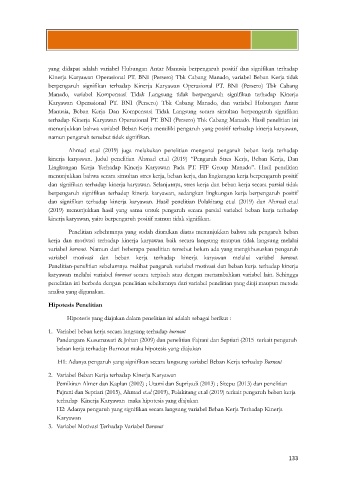 yang didapat adalah variabel Hubungan Antar Manusia berpengaruh positif dan signifikan terhadap
Kinerja Karyawan Operasional PT. BNI (Persero) Tbk Cabang Manado, variabel Beban Kerja tidak
berpengaruh signifikan terhadap Kinerja Karyawan Operasional PT. BNI (Persero) Tbk Cabang
Manado, variabel Kompensasi Tidak Langsung tidak berpengaruh signifikan terhadap Kinerja
Karyawan Operasional PT. BNI (Persero) Tbk Cabang Manado, dan variabel Hubungan Antar
Manusia, Beban Kerja Dan Kompensasi Tidak Langsung secara simultan berpengaruh signifikan
terhadap Kinerja Karyawan Operasional PT. BNI (Persero) Tbk Cabang Manado. Hasil penelitian ini
menunjukkan bahwa variabel Beban Kerja memiliki pengaruh yang positif terhadap kinerja karyawan,
namun pengaruh tersebut tidak signifikan.
Ahmad et.al (2019) juga melakukan penelitian mengenai pengaruh beban kerja terhadap
kinerja karyawan. Judul penelitian Ahmad et.al (2019) “Pengaruh Stres Kerja, Beban Kerja, Dan
Lingkungan Kerja Terhadap Kinerja Karyawan Pada PT. FIF Group Manado”. Hasil penelitian
menunjukkan bahwa secara simultan stres kerja, beban kerja, dan lingkungan kerja berpengaruh positif
dan signifikan terhadap kinerja karyawan. Selanjutnya, stres kerja dan beban kerja secara parsial tidak
berpengaruh signifikan terhadap kinerja karyawan, sedangkan lingkungan kerja berpengaruh positif
dan signifikan terhadap kinerja karyawan. Hasil penelitian Polakitang et.al (2019) dan Ahmad et.al
(2019) menunjukkan hasil yang sama untuk pengaruh secara parsial variabel beban kerja terhadap
kinerja karyawan, yaitu berpengaruh positif namun tidak signifikan.
Penelitian sebelumnya yang sudah diuraikan diatas menunjukkan bahwa ada pengaruh beban
kerja dan motivasi terhadap kinerja karyawan baik secara langsung maupun tidak langsung melalui
variabel burnout. Namun dari beberapa penelitian tersebut belum ada yang mengkhususkan pengaruh
variabel motivasi dan beban kerja terhadap kinerja karyawan melalui variabel burnout.
Penelitian-penelitian sebelumnya melihat pengaruh variabel motivasi dan beban kerja terhadap kinerja
karyawan melalui variabel burnout secara terpisah atau dengan menambahkan variabel lain. Sehingga
penelitian ini berbeda dengan penelitian sebelumnya dari variabel penelitian yang diuji maupun metode
analisa yang digunakan.
Hipotesis Penelitian
Hipotesis yang diajukan dalam penelitian ini adalah sebagai berikut :
1. Variabel beban kerja secara langsung terhadap burnout
Pandangam Kusumawati & Johan (2009) dan penelitian Fajrani dan Septiari (2015 terkait pengaruh
beban kerja terhadap Burnout maka hipotesis yang diajukan
H1: Adanya pengaruh yang signifikan secara langsung variabel Beban Kerja terhadap Burnout
2. Variabel Beban Kerja terhadap Kinerja Karyawan
Pemikiran Almer dan Kaplan (2002) ; Utami dan Supriyadi (2013) ; Sitepu (2013) dan penelitian
Fajrani dan Septiari (2015), Ahmad et.al (2019), Polakitang et.al (2019) terkait pengaruh beban kerja
terhadap Kinerja Karyawan maka hipotesis yang diajukan
H2: Adanya pengaruh yang signifikan secara langsung variabel Beban Kerja Terhadap Kinerja
Karyawan
3. Variabel Motivasi Terhadap Variabel Burnout
133